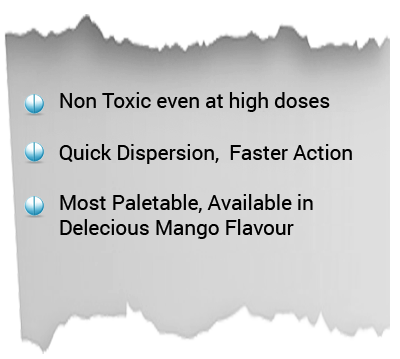 Non Toxic even at high doses
Quick Dispersion, Faster Action
Most Paletable, Available in
Delecious Mango Flavour